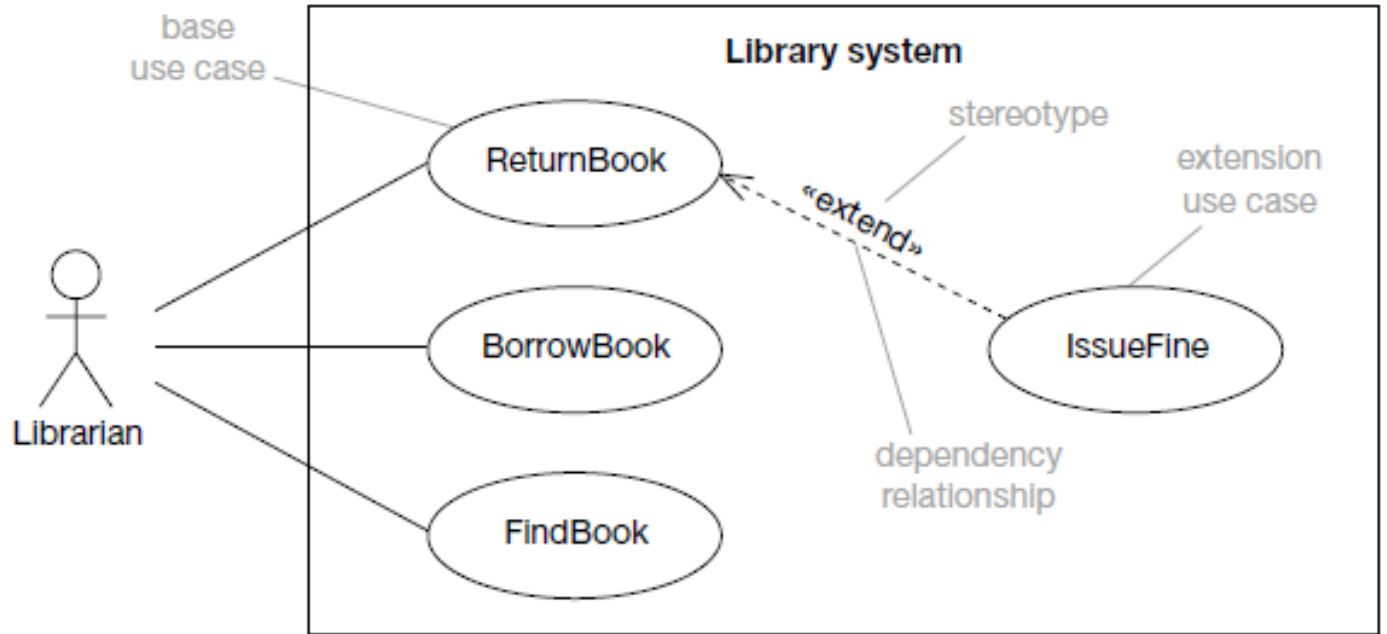 base
use case
Library system
stereotype
ReturnBook
extension
use case
«extend»
BorrowBook
IssueFine
Librarian
dependency
relationship
FindBook